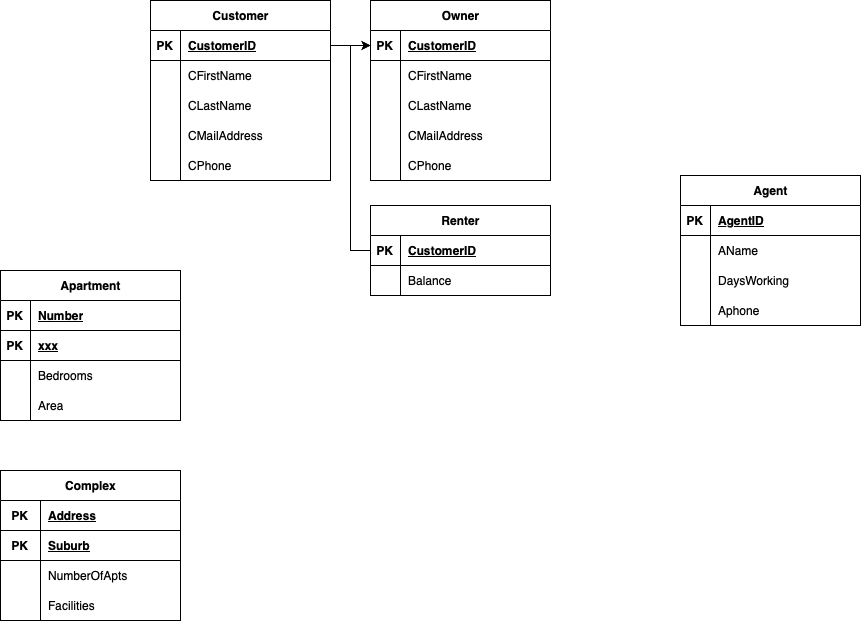 Customer
PK CustomerID
CFirstName
CLastName
CMailAddress
CPhone
Owner
PK CustomerID
CFirstName
CLastName
CMailAddress
CPhone
Renter
PK CustomerID
Balance
Agent
PK AgentID
AName
DaysWorking
Aphone
Apartment
PK Number
PK xxx
Bedrooms
Area
Complex
PK Address
PK Suburb
NumberOfApts
Facilities